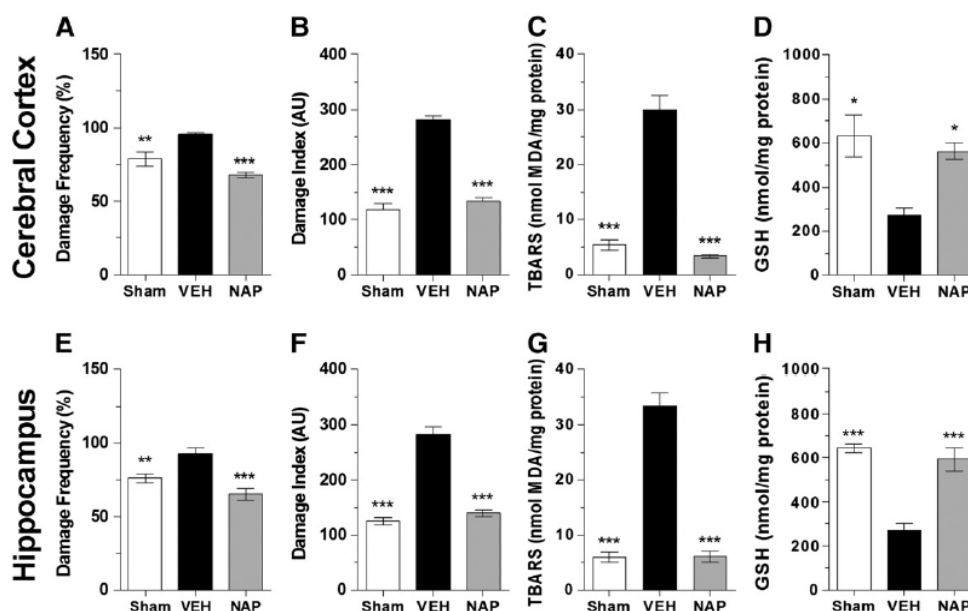 Cerebral Cortex
A
Damage Frequency (%)
150
100
50
0
**
***
Sham VEH NAP
B
Damage Index (AU)
400
300
200
100
0
***
***
Sham VEH NAP
C
TBARS (nmol MDA/mg protein)
40
30
20
10
0
***
***
Sham VEH NAP
D
GSH (nmol/mg protein)
1000
800
600
400
200
0
*
*
Sham VEH NAP
Hippocampus
E
Damage Frequency (%)
150
100
50
0
**
***
Sham VEH NAP
F
Damage Index (AU)
400
300
200
100
0
***
***
Sham VEH NAP
G
TBARS (nmol MDA/mg protein)
40
30
20
10
0
***
***
Sham VEH NAP
H
GSH (nmol/mg protein)
1000
800
600
400
200
0
***
***
Sham VEH NAP